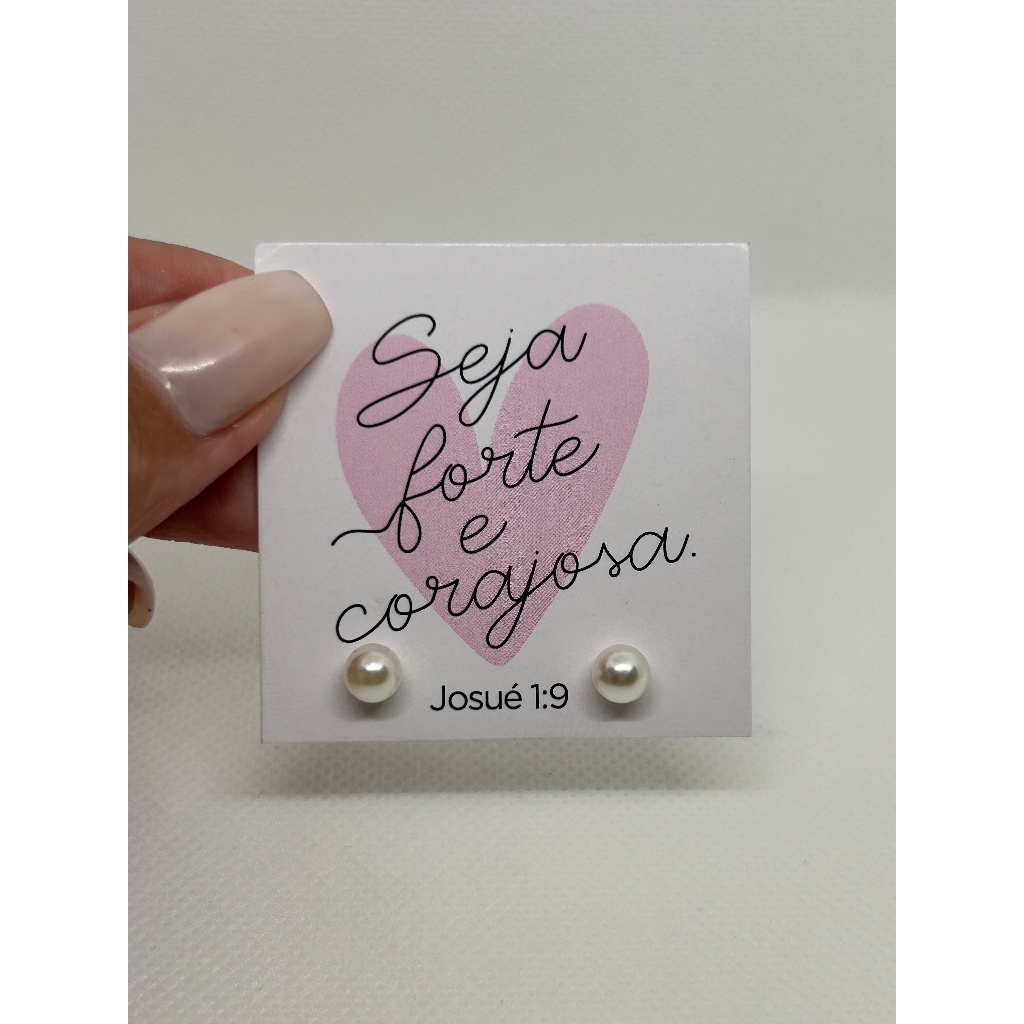 Seja
forte
e
corajosa.
Josué 1:9